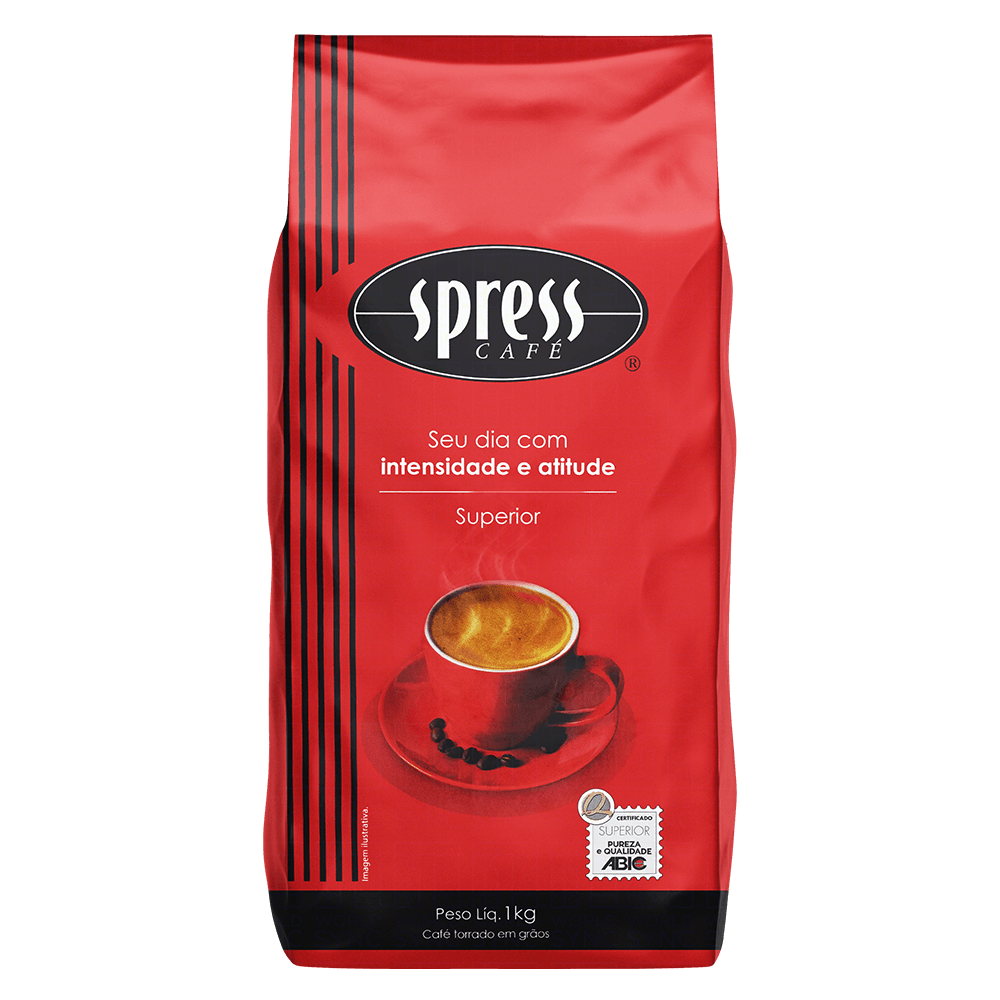 spress
CAFÉ
®
Seu dia com
intensidade e atitude
Superior
CERTIFICADO
SUPERIOR
PUREZA
e QUALIDADE
ABIC
Imagem ilustrativa.
Peso Líq. 1kg
Café torrado em grãos